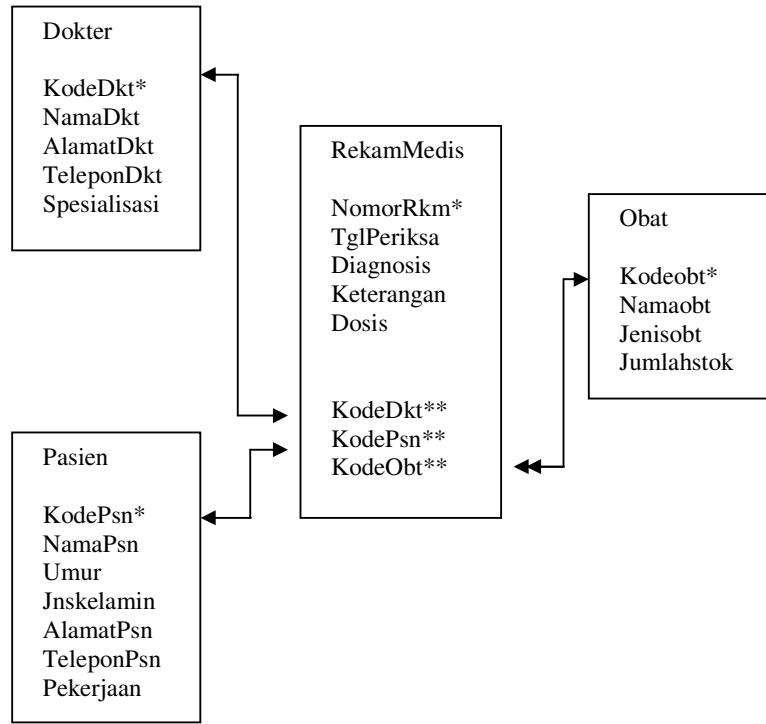 Dokter
KodeDkt*
NamaDkt
AlamatDkt
TeleponDkt
Spesialisasi
Pasien
KodePsn*
NamaPsn
Umur
Jnskelamin
AlamatPsn
TeleponPsn
Pekerjaan
RekamMedis
NomorRkm*
TglPeriksa
Diagnosis
Keterangan
Dosis
KodeDkt**
KodePsn**
KodeObt**
Obat
Kodeobt*
Namaobt
Jenisobt
Jumlahstok